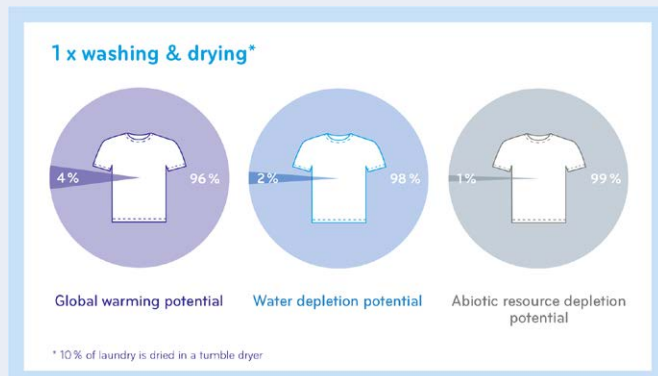 1 x washing & drying*
4 % 96 %
2 % 98 %
1 % 99 %
Global warming potential
Water depletion potential
Abiotic resource depletion
potential
* 10 % of laundry is dried in a tumble dryer